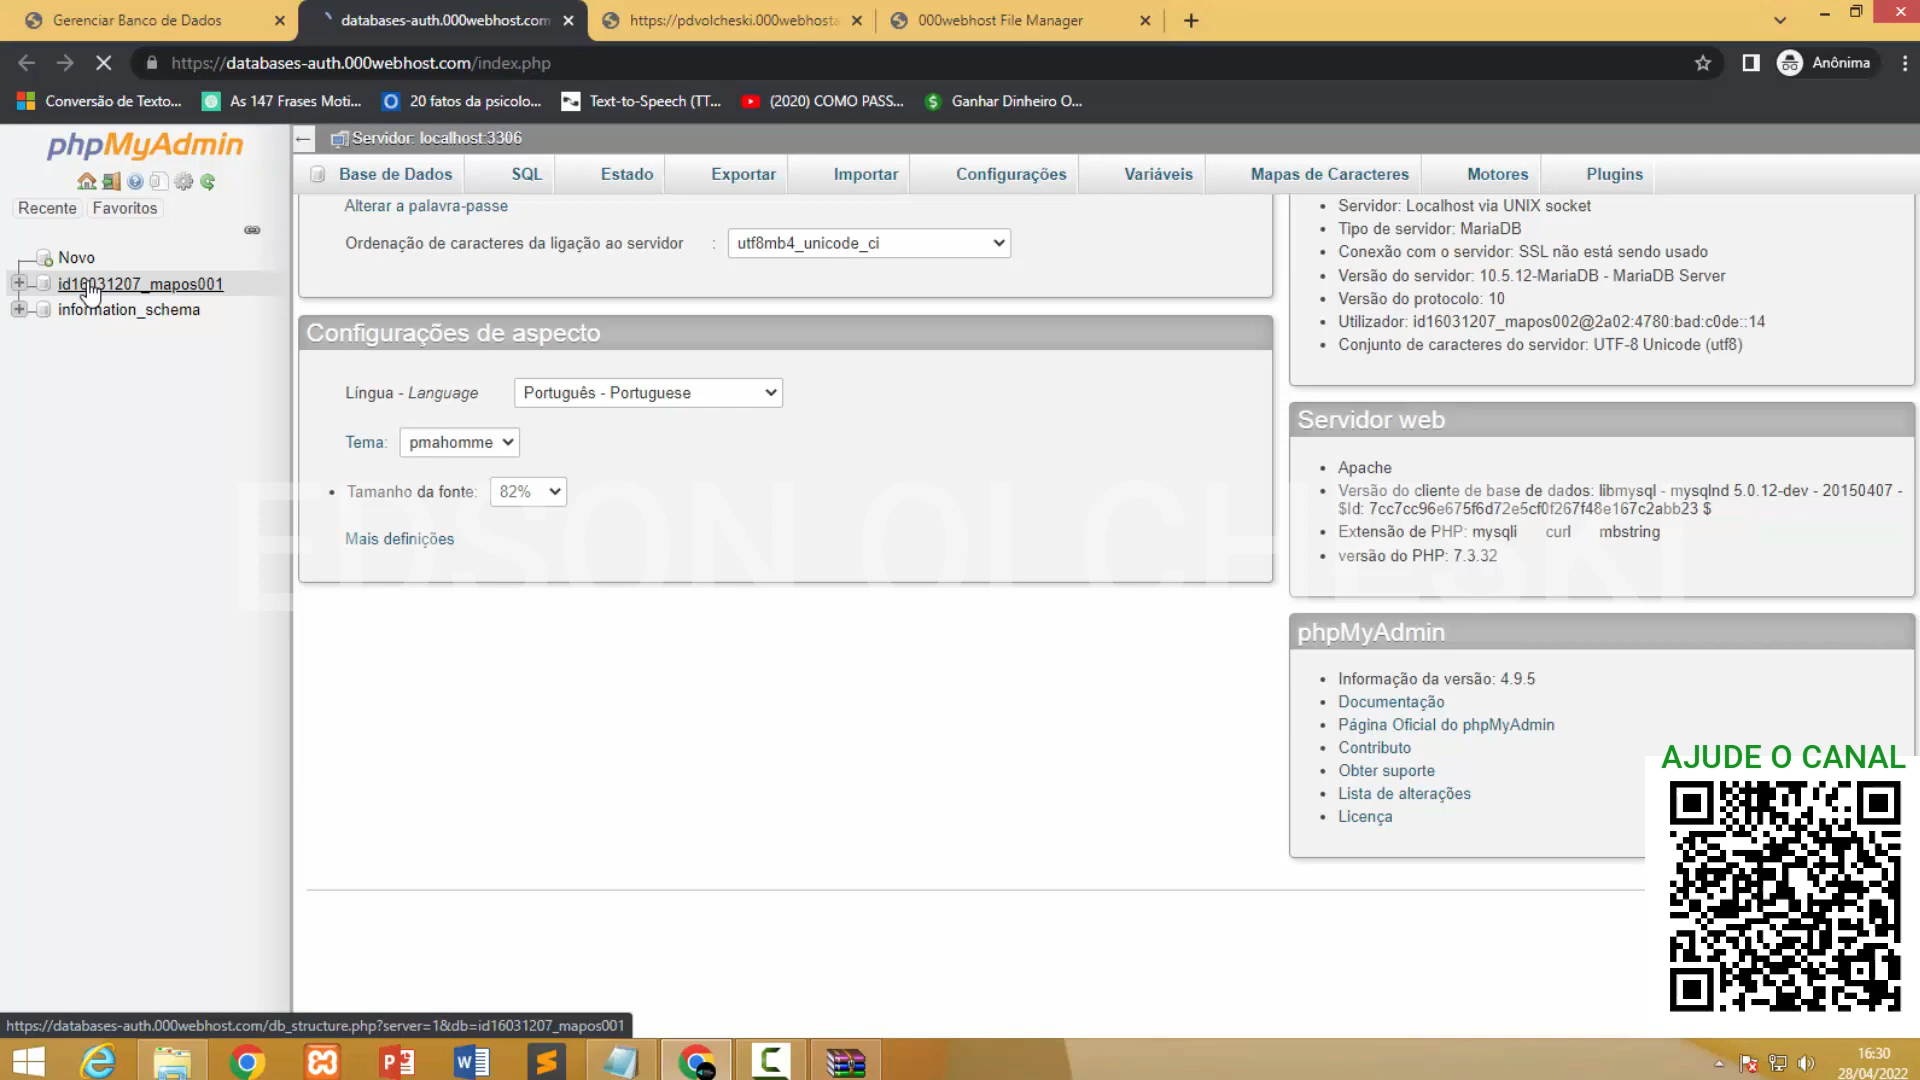 Gerenciar Banco de Dados
databases-auth.000webhost.com
https://pdvolcheski.000webhosta
000webhost File Manager
https://databases-auth.000webhost.com/index.php
Anônima
Conversão de Texto...
As 147 Frases Moti...
20 fatos da psicolo...
Text-to-Speech (TT...
(2020) COMO PASS...
Ganhar Dinheiro O...
phpMyAdmin
Recente
Favoritos
Novo
id16031207_mapos001
information_schema
Servidor: localhost:3306
Base de Dados
SQL
Estado
Exportar
Importar
Configurações
Variáveis
Mapas de Caracteres
Motores
Plugins
Alterar a palavra-passe
Ordenação de caracteres da ligação ao servidor : utf8mb4_unicode_ci
Configurações de aspecto
Língua - Language Português - Portuguese
Tema: pmahomme
Tamanho da fonte: 82%
Mais definições
Servidor: Localhost via UNIX socket
Tipo de servidor: MariaDB
Conexão com o servidor: SSL não está sendo usado
Versão do servidor: 10.5.12-MariaDB - MariaDB Server
Versão do protocolo: 10
Utilizador: id16031207_mapos002@2a02:4780:bad:c0de::14
Conjunto de caracteres do servidor: UTF-8 Unicode (utf8)
Servidor web
Apache
Versão do cliente de base de dados: libmysql - mysqlnd 5.0.12-dev - 20150407 -
$Id: 7cc7cc96e675f6d72e5cf0f267f48e167c2abb23 $
Extensão de PHP: mysqli curl mbstring
versão do PHP: 7.3.32
phpMyAdmin
Informação da versão: 4.9.5
Documentação
Página Oficial do phpMyAdmin
Contributo
Obter suporte
Lista de alterações
Licença
EDSON OLCHESKI
AJUDE O CANAL
https://databases-auth.000webhost.com/db_structure.php?server=1&db=id16031207_mapos001
16:30
28/04/2022